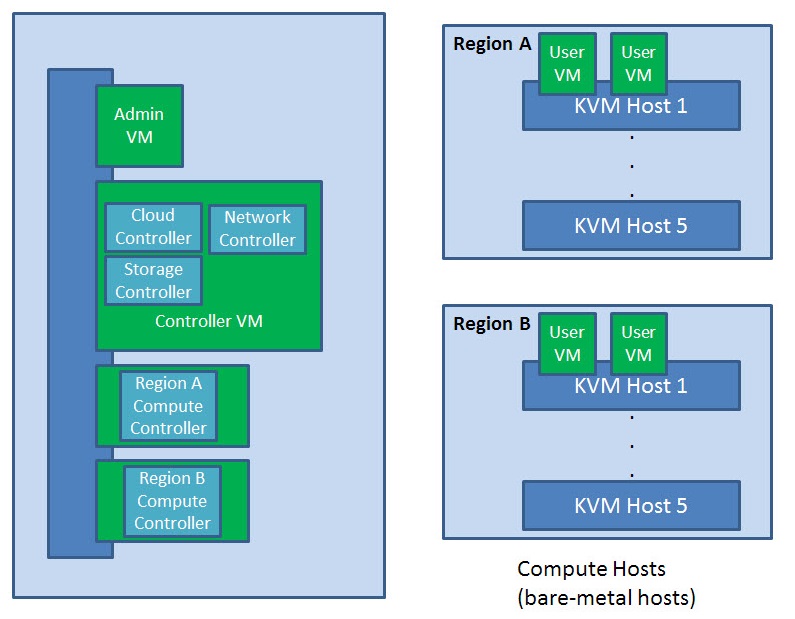 Admin
VM
Cloud
Controller
Network
Controller
Storage
Controller
Controller VM
Region A
Compute
Controller
Region B
Compute
Controller
Region A
User
VM
User
VM
KVM Host 1
.
.
.
KVM Host 5
Region B
User
VM
User
VM
KVM Host 1
.
.
.
KVM Host 5
Compute Hosts
(bare-metal hosts)